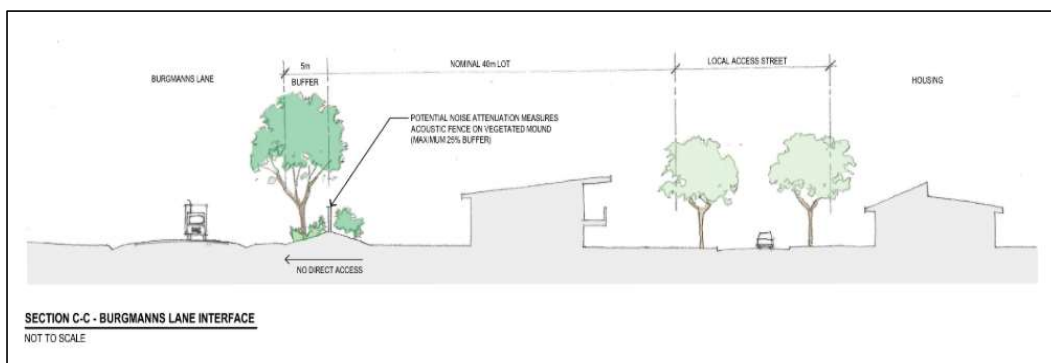 5m
NOMINAL 40m LOT
LOCAL ACCESS STREET
BURGMANNS LANE
BUFFER
HOUSING
POTENTIAL NOISE ATTENUATION MEASURES
ACOUSTIC FENCE ON VEGETATED MOUND
(MAXIMUM 25% BUFFER)
NO DIRECT ACCESS
SECTION C-C - BURGMANNS LANE INTERFACE
NOT TO SCALE